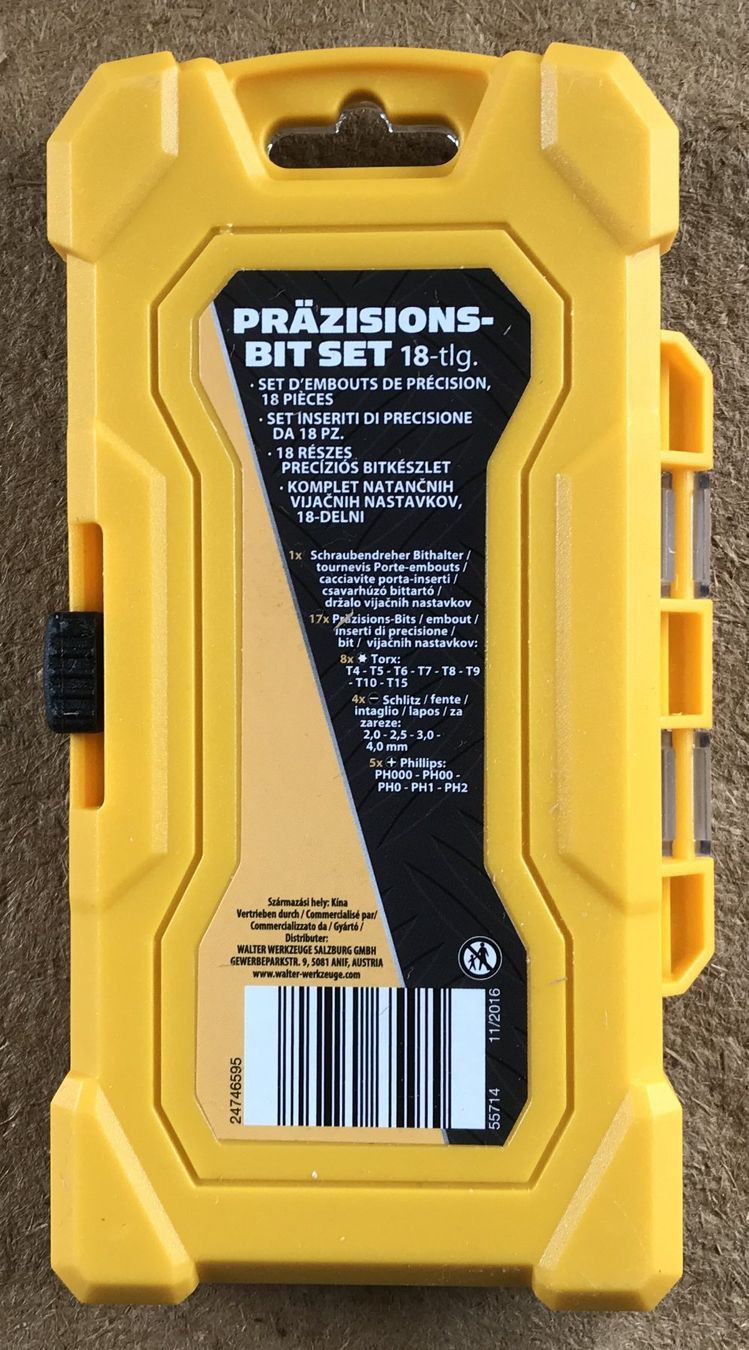 PRÄZISIONS-
BIT SET 18-tlg.
· SET D'EMBOUTS DE PRÉCISION,
18 PIÈCES
· SET INSERITI DI PRECISIONE
DA 18 PZ.
· 18 RÉSZES
PRECÍZIÓS BITKÉSZLET
· KOMPLET NATANČNIH
VIJAČNIH NASTAVKOV,
18-DELNI
1x Schraubendreher Bithalter /
tournevis Porte-embouts /
cacciavite porta-inserti /
csavarhúzó bittartó /
držalo vijačnih nastavkov
17x Präzisions-Bits / embout /
inserti di precisione /
bit / vijačnih nastavkov:
8x Torx:
T4 - T5 - T6 - T7 - T8 - T9
- T10 - T15
4x Schlitz / fente /
intaglio / lapos / za
zareze:
2,0 - 2,5 - 3,0 -
4,0 mm
5x Phillips:
PH000 - PH00 -
PH0 - PH1 - PH2
Származási hely: Kína
Vertrieben durch / Commercialisé par/
Commercializzato da / Gyártó /
Distributer:
WALTER WERKZEUGE SALZBURG GMBH
GEWERBEPARKSTR. 9, 5081 ANIF, AUSTRIA
www.walter-werkzeuge.com
24746595
55714 11/2016